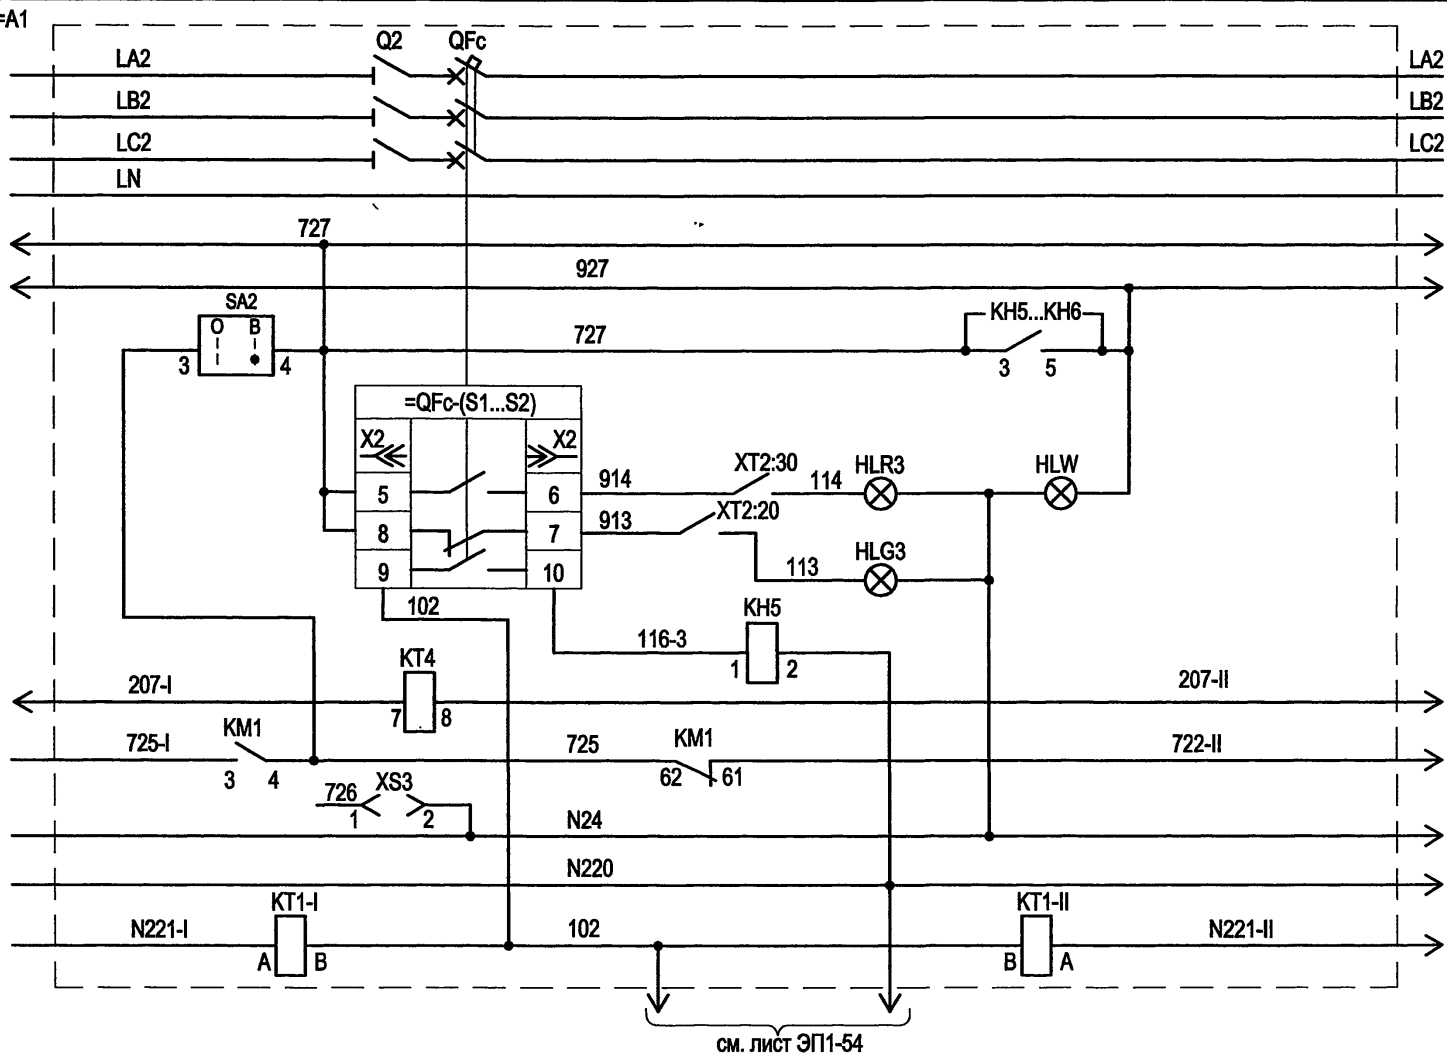 =A1
Q2 QFc
LA2 LA2
LB2 LB2
LC2 LC2
LN
727
927
SA2
O B
3 4
727
KH5...KH6
3 5
=QFc-(S1...S2)
X2 X2
5 6
914 XT2:30 114 HLR3 HLW
8 7
913 XT2:20
9 10
113 HLG3
102
116-3 KH5
1 2
KT4
207-I 207-II
7 8
KM1 KM1
725-I 725 722-II
3 4 62 61
726 XS3
1 2
N24
N220
KT1-I KT1-II
N221-I 102 N221-II
A B B A
см. лист ЭП1-54